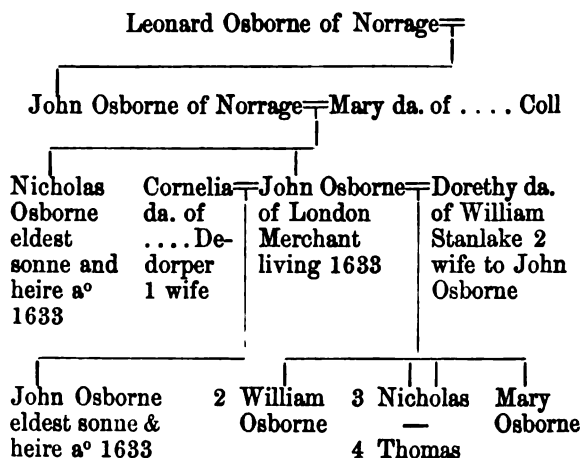 Leonard Osborne of Norrage
John Osborne of Norrage Mary da. of .... Coll
Nicholas
Osborne
eldest
sonne and
heire aº
1633
Cornelia
da. of
....De-
dorper
1 wife
John Osborne
of London
Merchant
living 1633
Dorethy da.
of William
Stanlake 2
wife to John
Osborne
John Osborne
eldest sonne &
heire aº 1633
2 William
Osborne
3 Nicholas
—
4 Thomas
Mary
Osborne